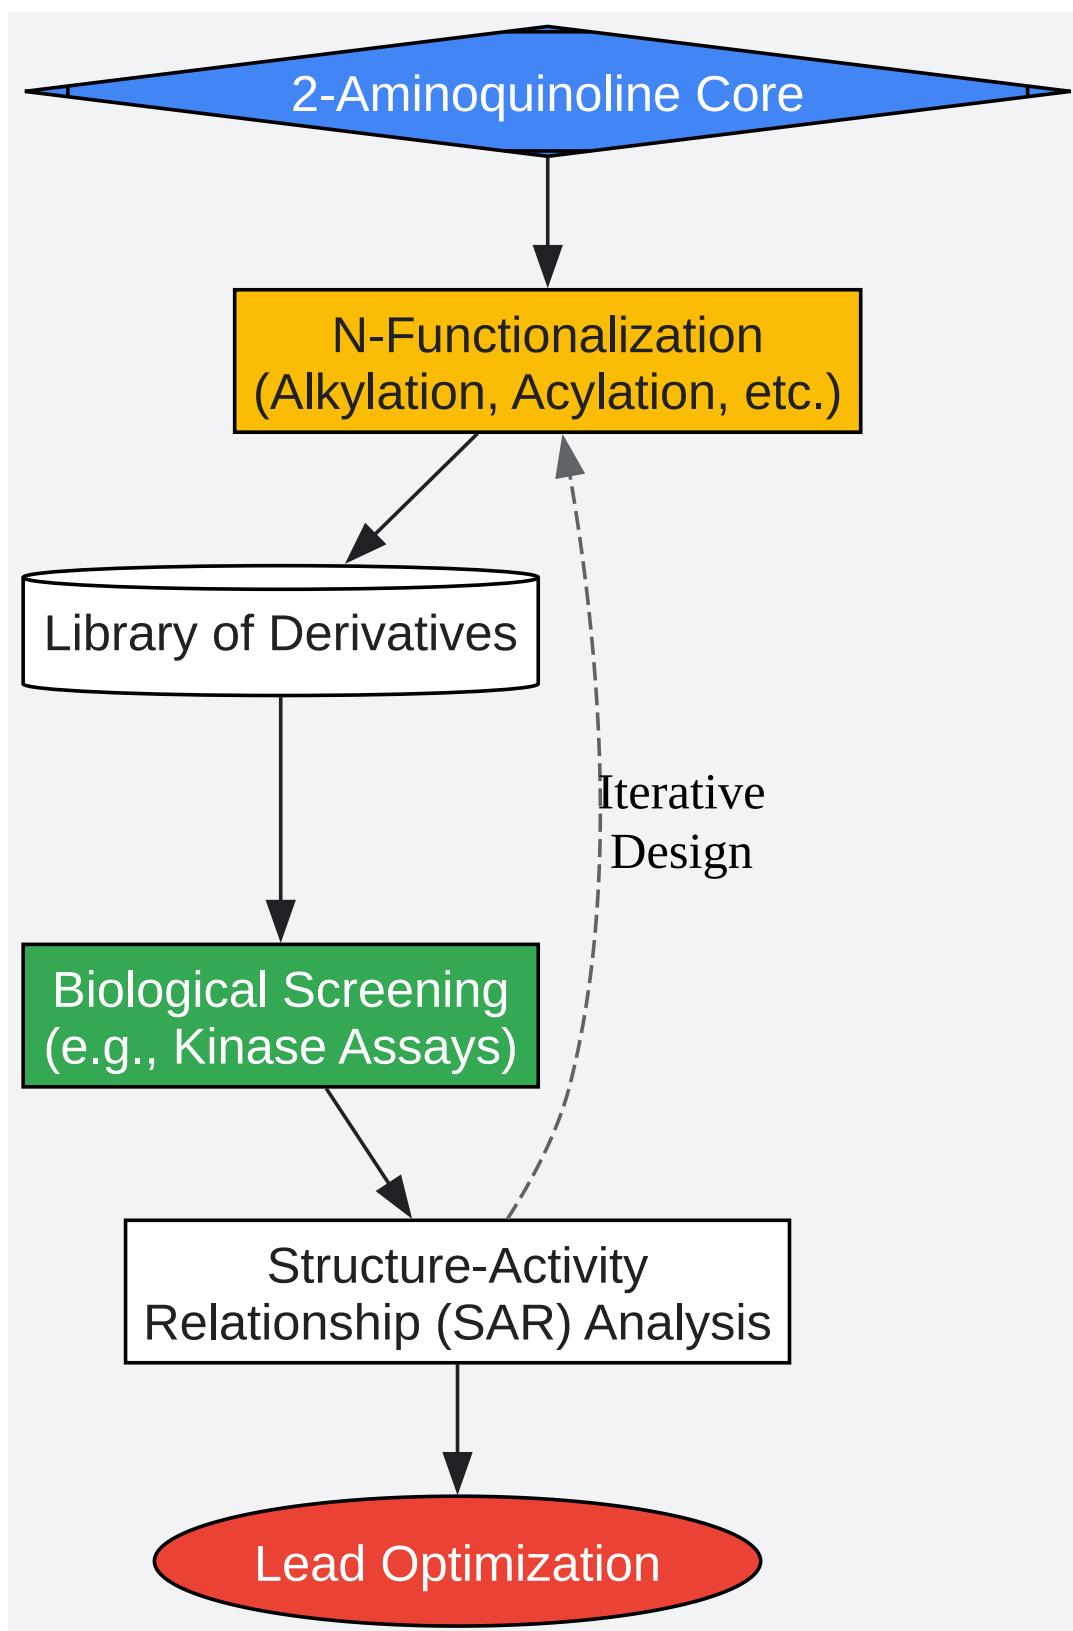 2-Aminoquinoline Core
N-Functionalization
(Alkylation, Acylation, etc.)
Library of Derivatives
Iterative
Design
Biological Screening
(e.g., Kinase Assays)
Structure-Activity
Relationship (SAR) Analysis
Lead Optimization